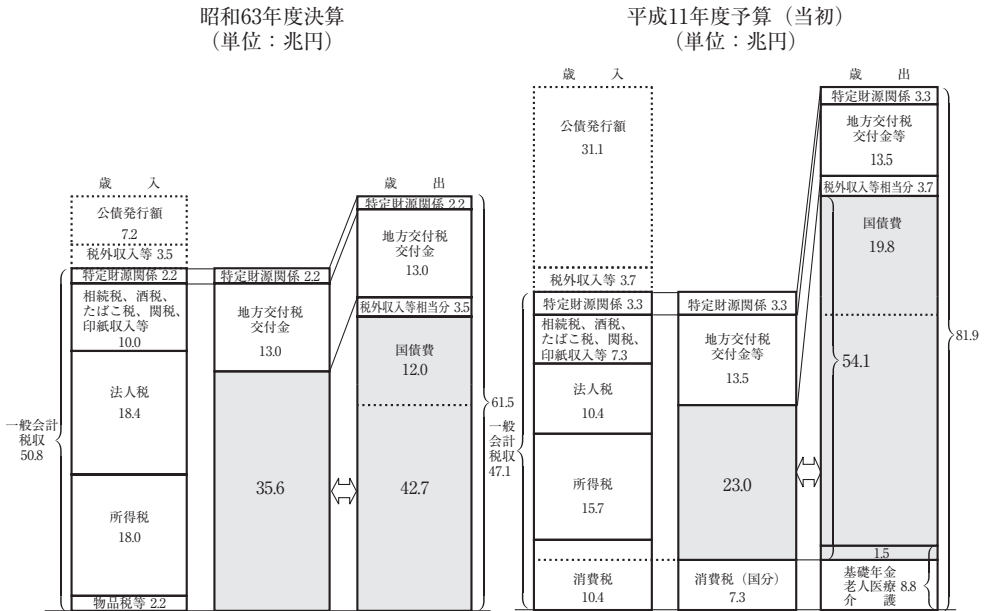 昭和63年度決算
（単位：兆円）
歳　入
公債発行額
7.2
税外収入等 3.5
特定財源関係 2.2
相続税、酒税、
たばこ税、関税、
印紙収入等
10.0
法人税
18.4
所得税
18.0
物品税等 2.2
一般会計
税収
50.8
特定財源関係 2.2
地方交付税
交付金
13.0
35.6
歳　出
特定財源関係 2.2
地方交付税
交付金
13.0
税外収入等相当分 3.5
国債費
12.0
42.7
61.5
平成11年度予算（当初）
（単位：兆円）
歳　入
公債発行額
31.1
税外収入等 3.7
特定財源関係 3.3
相続税、酒税、
たばこ税、関税、
印紙収入等 7.3
法人税
10.4
所得税
15.7
消費税
10.4
一般
会計
税収
47.1
特定財源関係 3.3
地方交付税
交付金等
13.5
23.0
消費税（国分）
7.3
歳　出
特定財源関係 3.3
地方交付税
交付金等
13.5
税外収入等相当分 3.7
国債費
19.8
54.1
1.5
基礎年金
老人医療 8.8
介　護
81.9